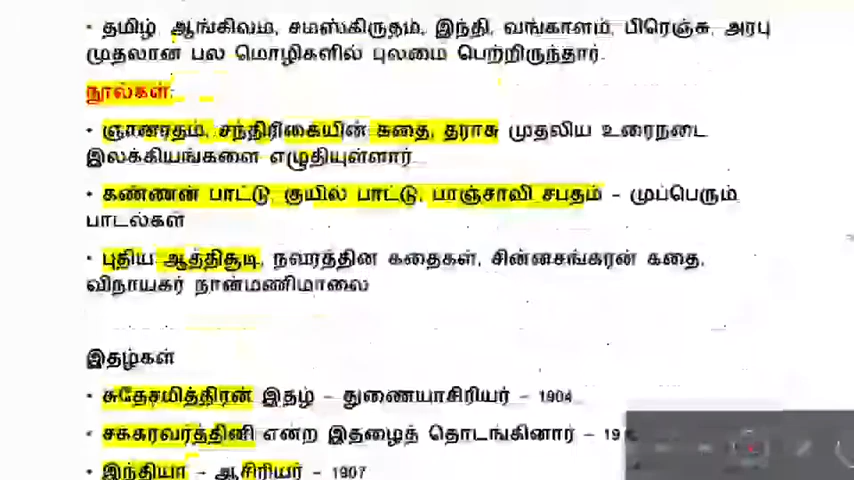 • தமிழ் ஆங்கிலம், சமஸ்கிருதம், இந்தி, வங்காளம், பிரெஞ்சு, அரபு
முதலான பல மொழிகளில் புலமை பெற்றிருந்தார்.
நூல்கள்:
• ஞானரதம், சந்திரிகையின் கதை, தராசு முதலிய உரைநடை
இலக்கியங்களை எழுதியுள்ளார்
• கண்ணன் பாட்டு, குயில் பாட்டு, பாஞ்சாலி சபதம் – முப்பெரும்
பாடல்கள்
• புதிய ஆத்திசூடி, நவரத்தின கதைகள், சின்னசங்கரன் கதை,
விநாயகர் நான்மணிமாலை
இதழ்கள்
• சுதேசமித்திரன் இதழ் – துணையாசிரியர் – 1904
• சக்கரவர்த்தினி என்ற இதழைத் தொடங்கினார் –
• இந்தியா – ஆசிரியர் – 1907